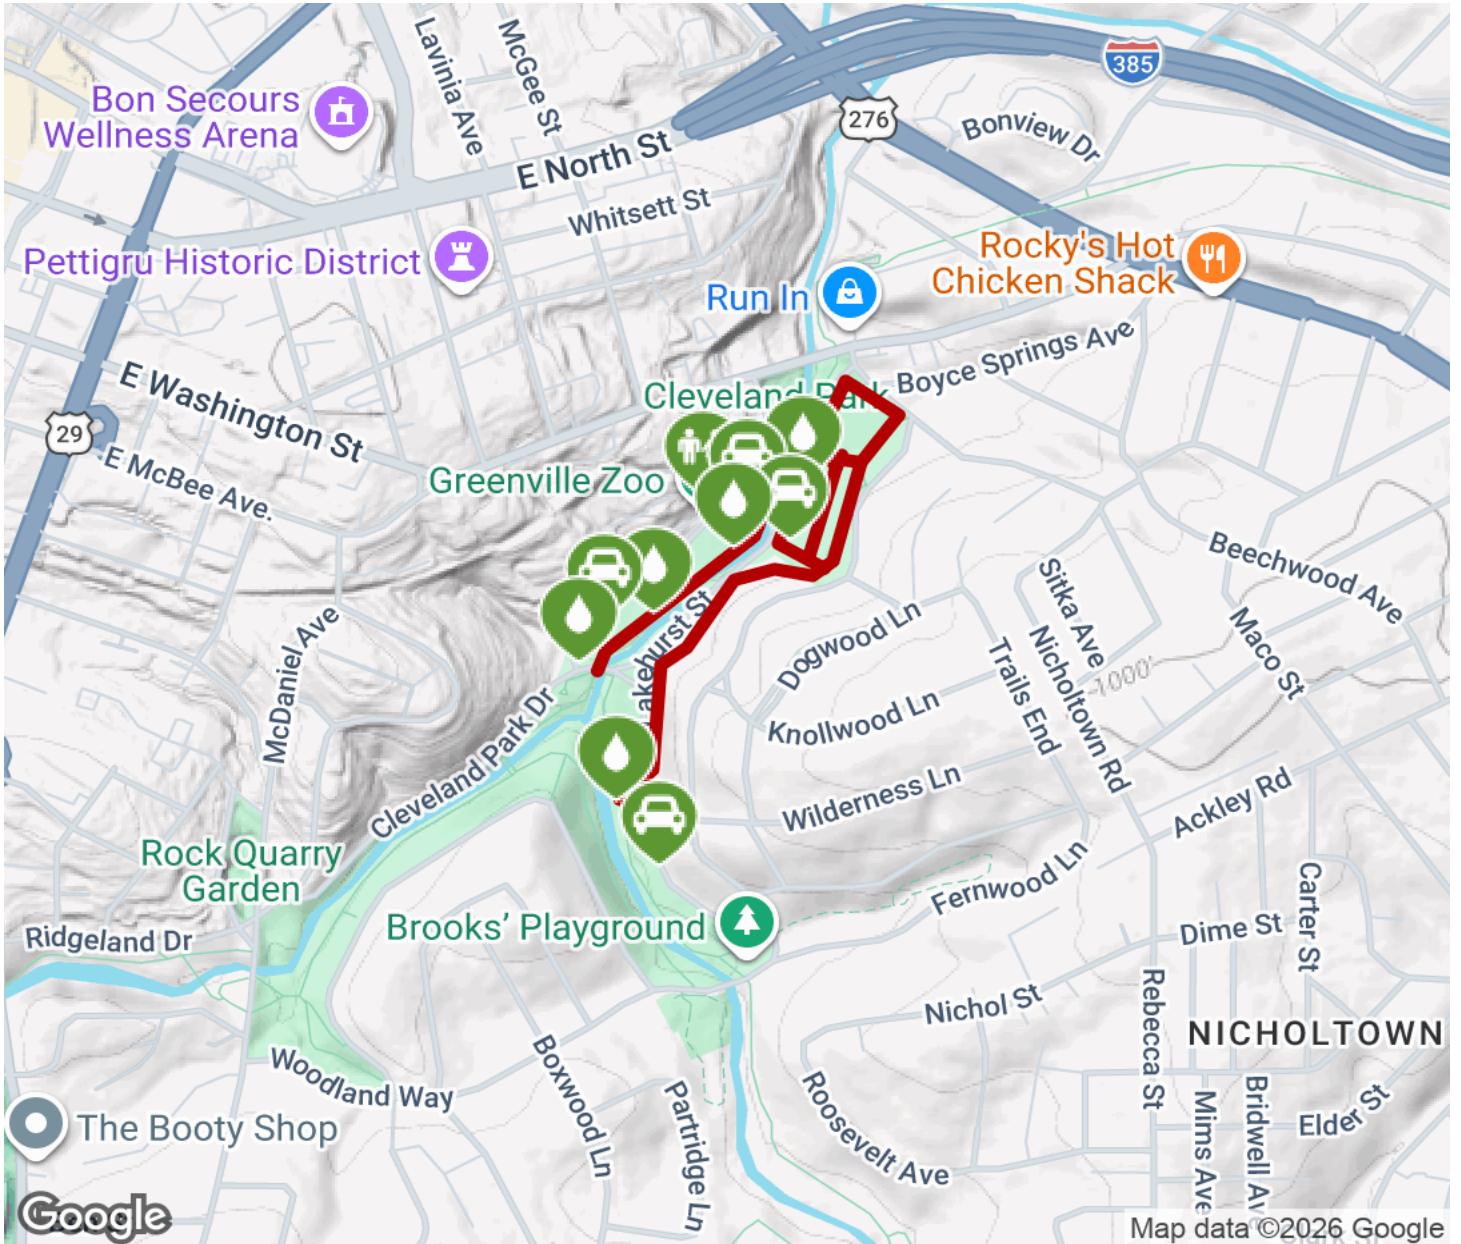 Lavinia Ave
McGee St
385
Bon Secours
Wellness Arena
276
Bonview Dr
E North St
Whitsett St
Pettigru Historic District
Rocky's Hot
Chicken Shack
Run In
Boyce Springs Ave
E Washington St
Cleveland Park
29
E McBee Ave.
Greenville Zoo
Beechwood Ave
Sitka Ave
Lakehurst St
Dogwood Ln
McDaniel Ave
Nicholtown Rd
Maco St
Trails End
1000'
Knollwood Ln
Cleveland Park Dr
Wilderness Ln
Ackley Rd
Rock Quarry
Garden
Fernwood Ln
Carter St
Brooks' Playground
Ridgeland Dr
Dime St
Nichol St
Rebecca St
NICHOLTOWN
Woodland Way
Boxwood Ln
Partridge Ln
Roosevelt Ave
Mims Ave
Bridwell Av
Elder St
The Booty Shop
Google
Map data ©2026 Google